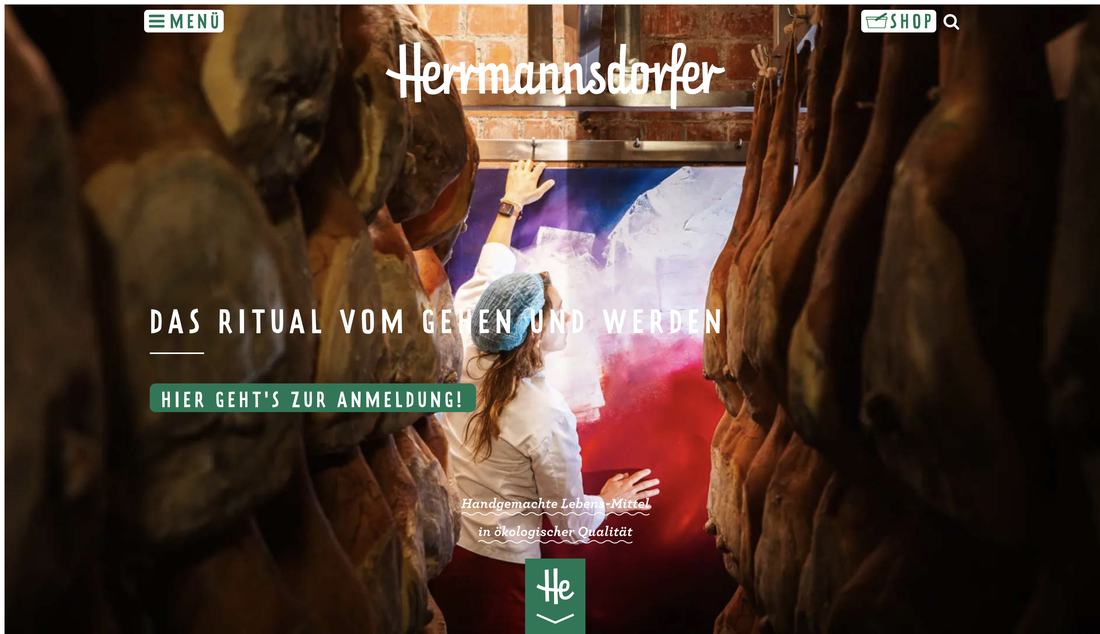 MENÜ
SHOP
Herrmannsdorfer
DAS RITUAL VOM GEHEN UND WERDEN
HIER GEHT'S ZUR ANMELDUNG!
Handgemachte Lebens-Mittel
in ökologischer Qualität
He